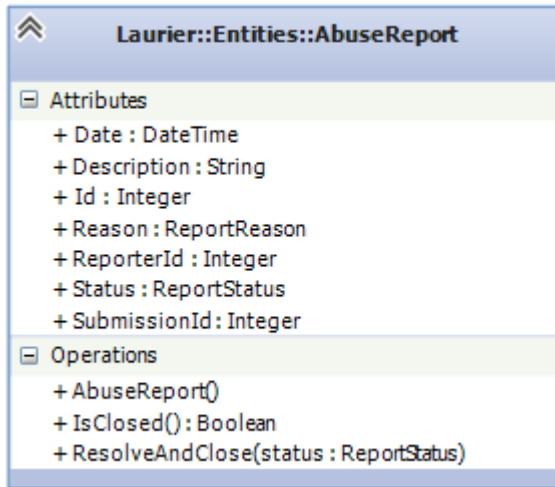 Laurier::Entities::AbuseReport
Attributes
+ Date : DateTime
+ Description : String
+ Id : Integer
+ Reason : ReportReason
+ ReporterId : Integer
+ Status : ReportStatus
+ SubmissionId : Integer
Operations
+ AbuseReport()
+ IsClosed() : Boolean
+ ResolveAndClose(status : ReportStatus)